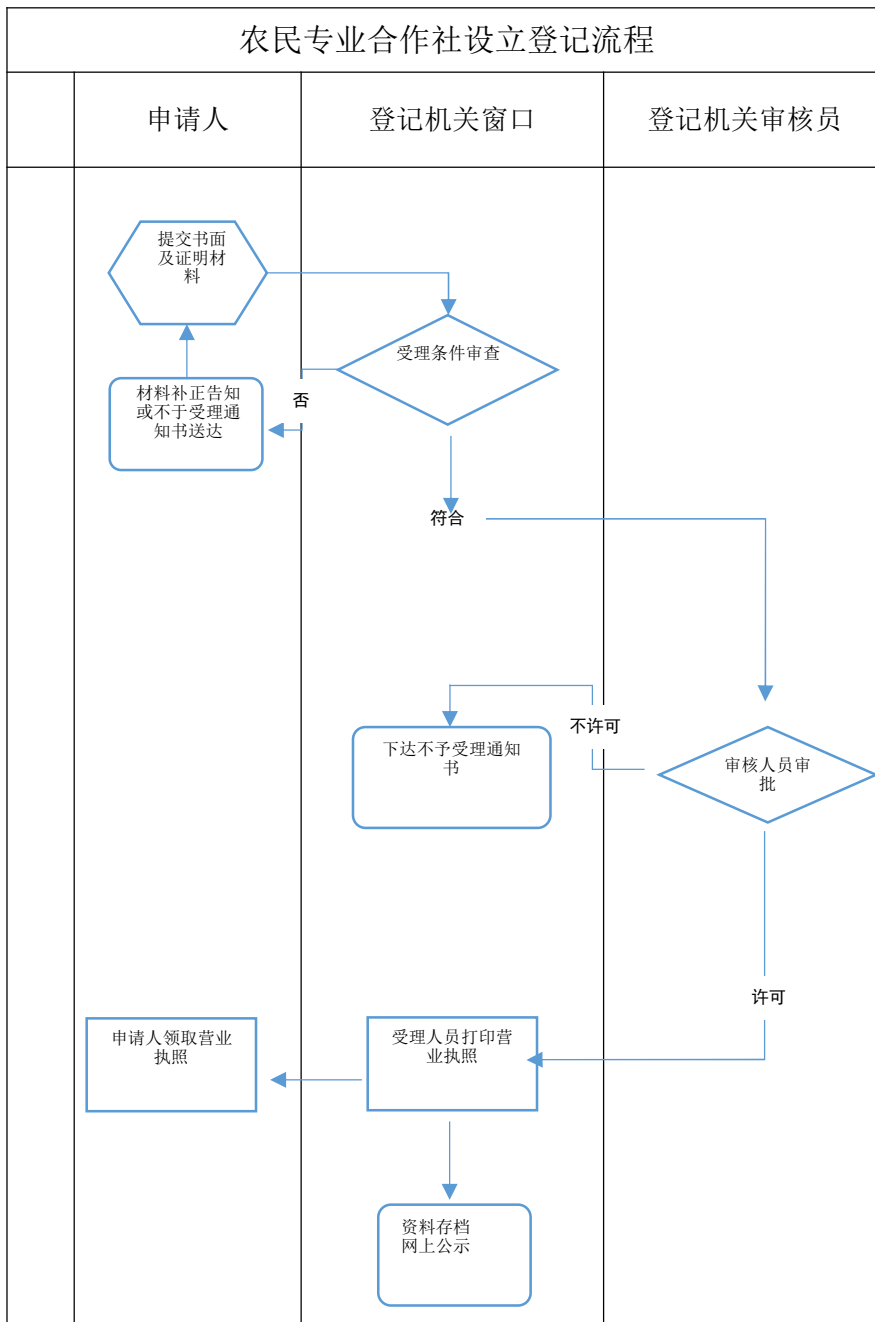 农民专业合作社设立登记流程
申请人
登记机关窗口
登记机关审核员
提交书面
及证明材
料
受理条件审查
材料补正告知
或不于受理通
知书送达
否
符合
不许可
下达不予受理通知
书
审核人员审
批
许可
申请人领取营业
执照
受理人员打印营
业执照
资料存档
网上公示